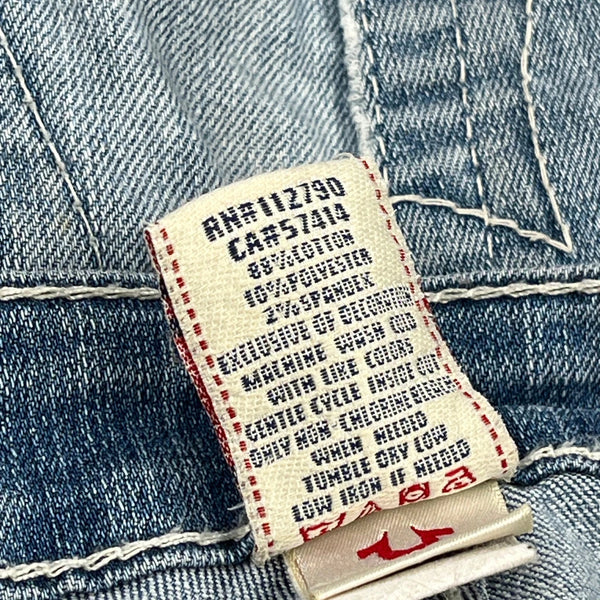 RN#112790
CA#57414
88%COTTON
10%POLYESTER
2%SPANDEX
EXCLUSIVE OF DECORATION
MACHINE WASH COLD
WITH LIKE COLORS
GENTLE CYCLE INSIDE OUT
ONLY NON CHLORINE BLEACH
WHEN NEEDED
TUMBLE DRY LOW
LOW IRON IF NEEDED